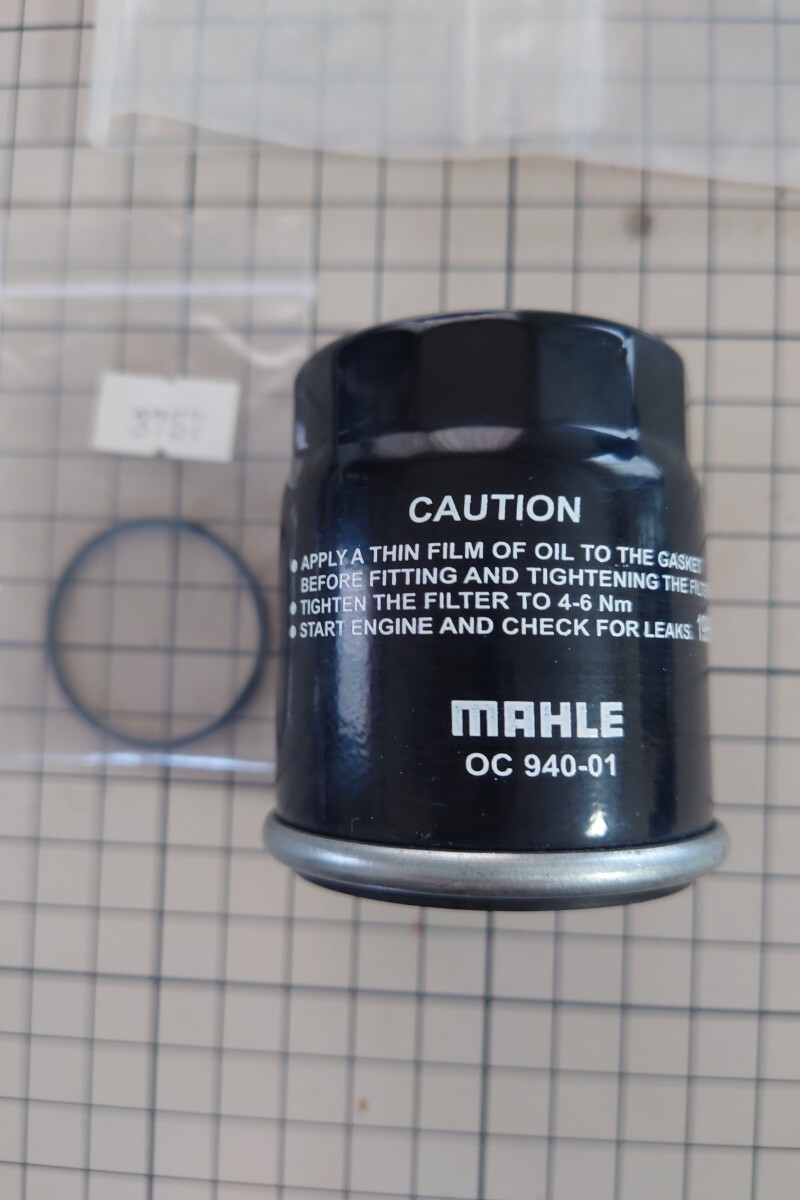 3757
CAUTION
● APPLY A THIN FILM OF OIL TO THE GASKET
BEFORE FITTING AND TIGHTENING THE
● TIGHTEN THE FILTER TO 4-6 Nm
● START ENGINE AND CHECK FOR LEAKS.
MAHLE
OC 940-01